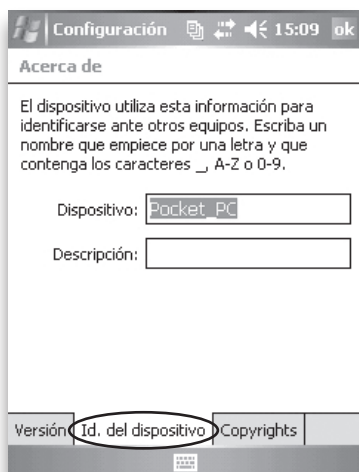 Configuración 15:09 ok
Acerca de
El dispositivo utiliza esta información para
identificarse ante otros equipos. Escriba un
nombre que empiece por una letra y que
contenga los caracteres _, A-Z o 0-9.
Dispositivo: Pocket_PC
Descripción:
Versión Id. del dispositivo Copyrights